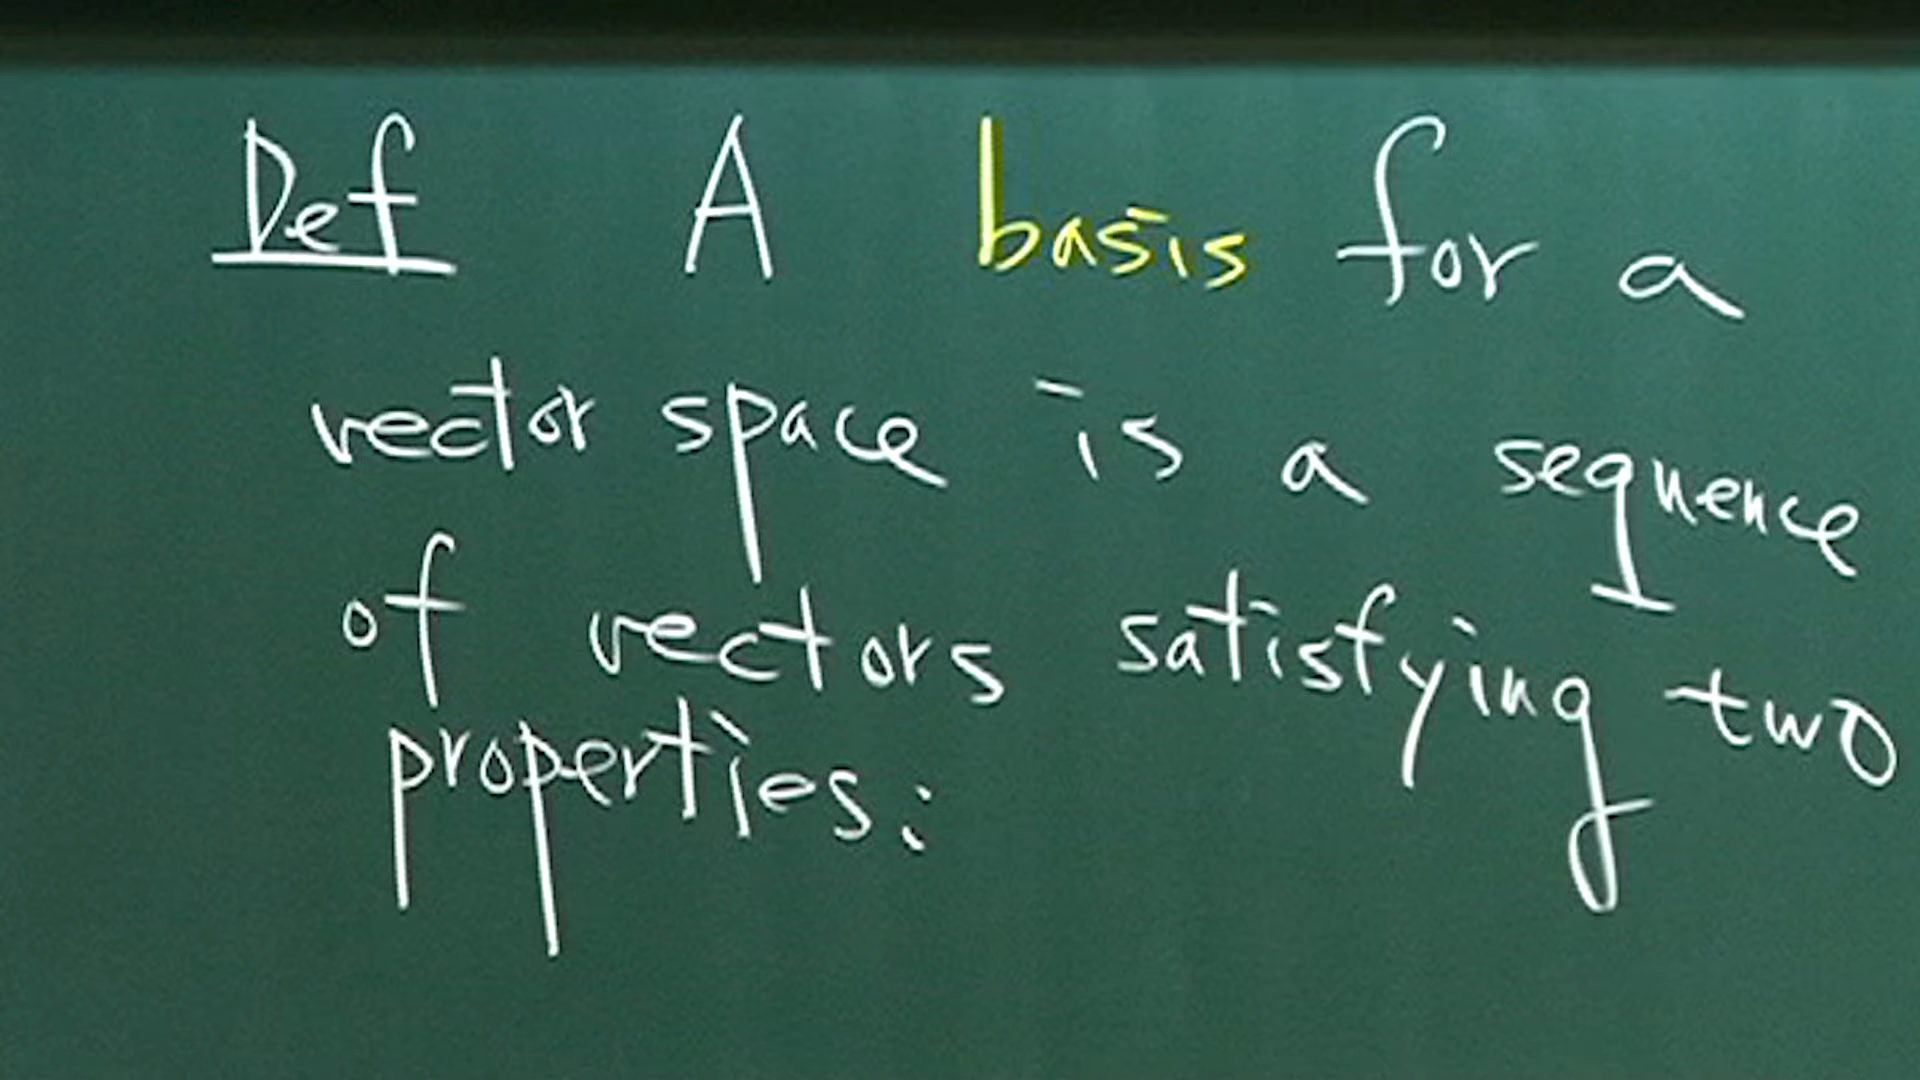 Def A basis for a
vector space is a sequence
of vectors satisfying two
properties: